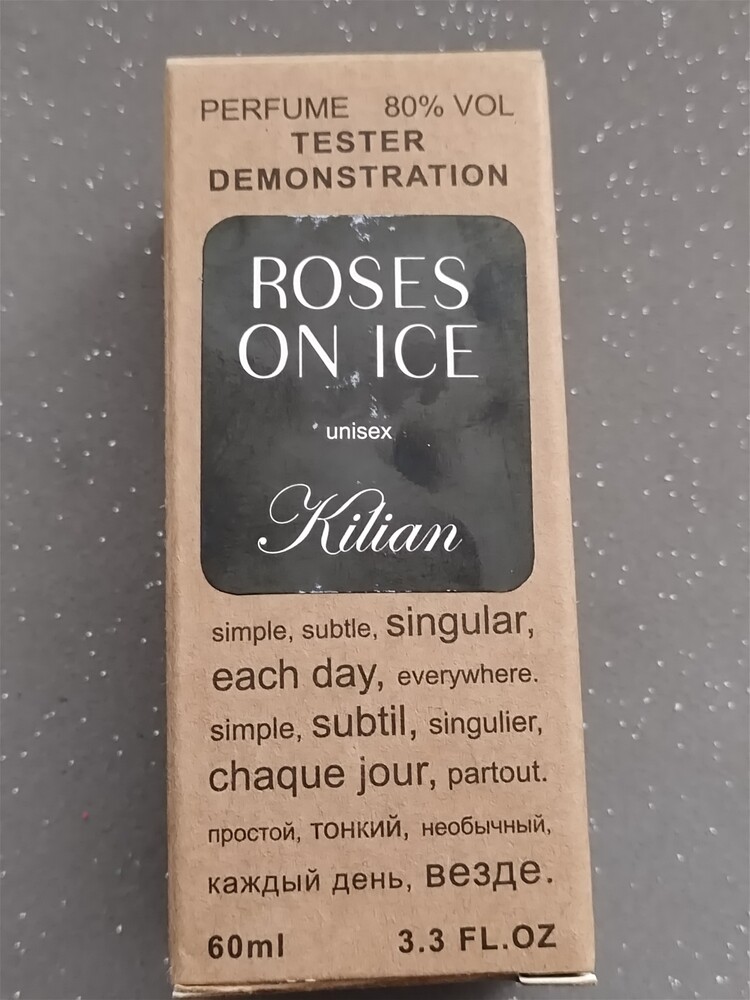 PERFUME 80% VOL
TESTER
DEMONSTRATION
ROSES
ON ICE
unisex
Kilian
simple, subtle, singular,
each day, everywhere.
simple, subtil, singulier,
chaque jour, partout.
простой, тонкий, необычный,
каждый день, везде.
60ml 3.3 FL.OZ